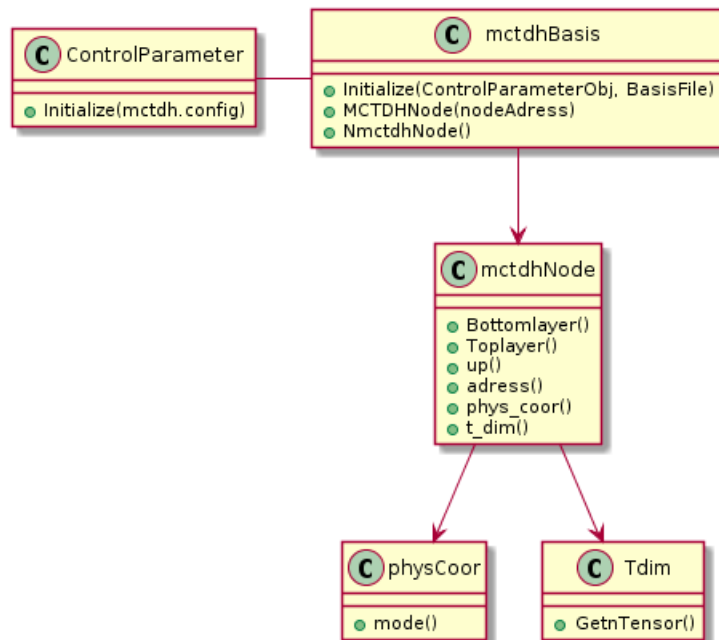 C ControlParameter
Initialize(mctdh.config)
C mctdhBasis
Initialize(ControlParameterObj, BasisFile)
MCTDHNode(nodeAdress)
NmctdhNode()
C mctdhNode
Bottomlayer()
Toplayer()
up()
adress()
phys_coor()
t_dim()
C physCoor
mode()
C Tdim
GetnTensor()